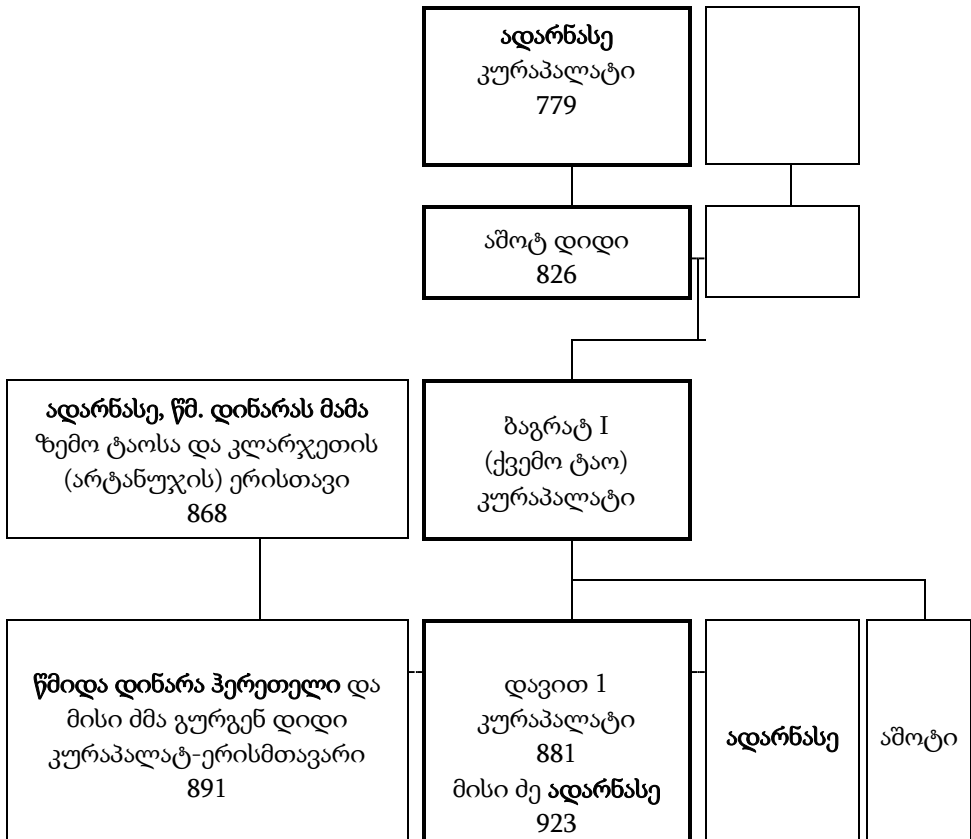 ადარნასე
კურაპალატი
779
აშოტ დიდი
826
ადარნასე, წმ. დინარას მამა
ზემო ტაოსა და კლარჯეთის
(არტანუჯის) ერისთავი
868
ბაგრატ I
(ქვემო ტაო)
კურაპალატი
წმიდა დინარა ჰერეთელი და
მისი ძმა გურგენ დიდი
კურაპალატ-ერისმთავარი
891
დავით 1
კურაპალატი
881
მისი ძე ადარნასე
923
ადარნასე
აშოტი